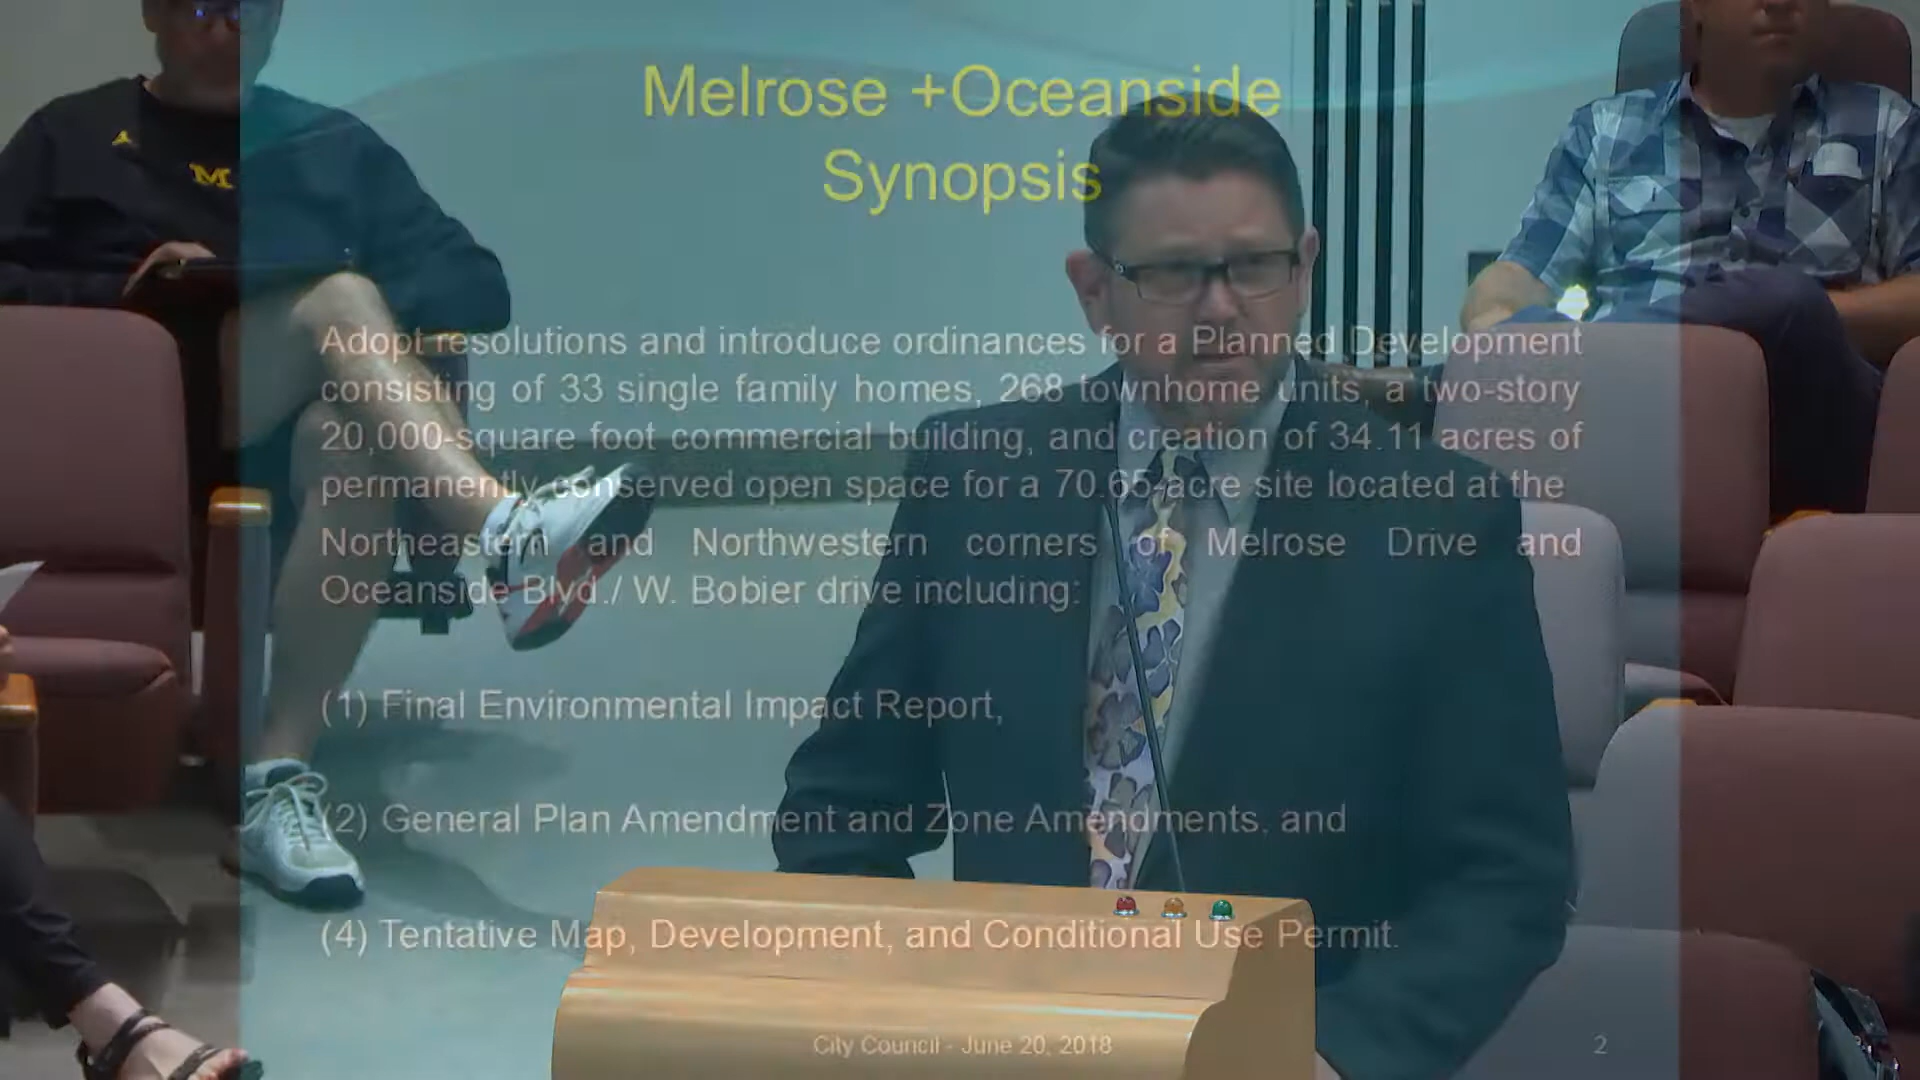 Melrose +Oceanside
Synopsis
M
Adopt resolutions and introduce ordinances for a Planned Development
consisting of 33 single family homes, 268 townhome units, a two-story
20,000-square foot commercial building, and creation of 34.11 acres of
permanently conserved open space for a 70.65-acre site located at the
Northeastern and Northwestern corners of Melrose Drive and
Oceanside Blvd./ W. Bobier drive including:
(1) Final Environmental Impact Report,
(2) General Plan Amendment and Zone Amendments. and
(4) Tentative Map, Development, and Conditional Use Permit.
City Council - June 20, 2018
2